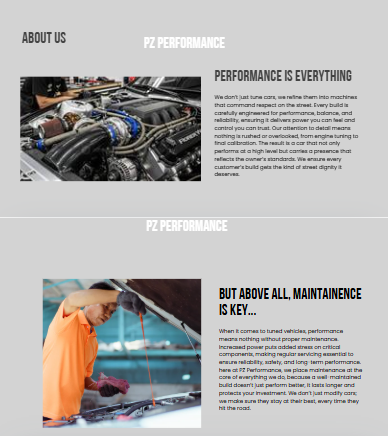 ABOUT US
PZ PERFORMANCE
PERFORMANCE IS EVERYTHING
We don't just tune cars, we refine them into machines
that command respect on the street. Every build is
carefully engineered for performance, balance, and
reliability, ensuring it delivers power you can feel and
control you can trust. Our attention to detail means
nothing is rushed or overlooked, from engine tuning to
final calibration. The result is a car that not only
performs at a high level but carries a presence that
reflects the owner's standards. We ensure every
customer's build gets the kind of street dignity it
deserves.
PZ PERFORMANCE
BUT ABOVE ALL, MAINTAINENCE
IS KEY...
When it comes to tuned vehicles, performance
means nothing without proper maintenance.
Increased power puts added stress on critical
components, making regular servicing essential to
ensure reliability, safety, and long-term performance.
here at PZ Performance, we place maintenance at the
core of everything we do, because a well-maintained
build doesn't just perform better, it lasts longer and
protects your investment. We don't just modify cars;
we make sure they stay at their best, every time they
hit the road.